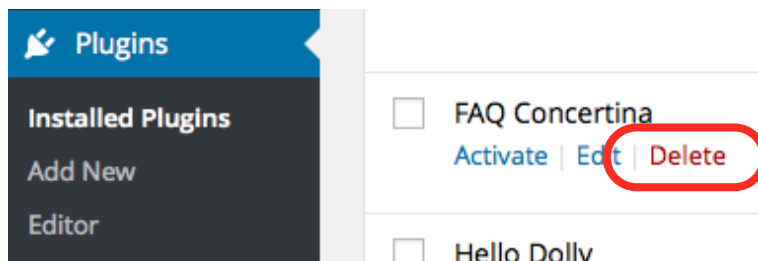 Plugins
Installed Plugins
Add New
Editor
FAQ Concertina
Activate | Edit | Delete
Hello Dolly